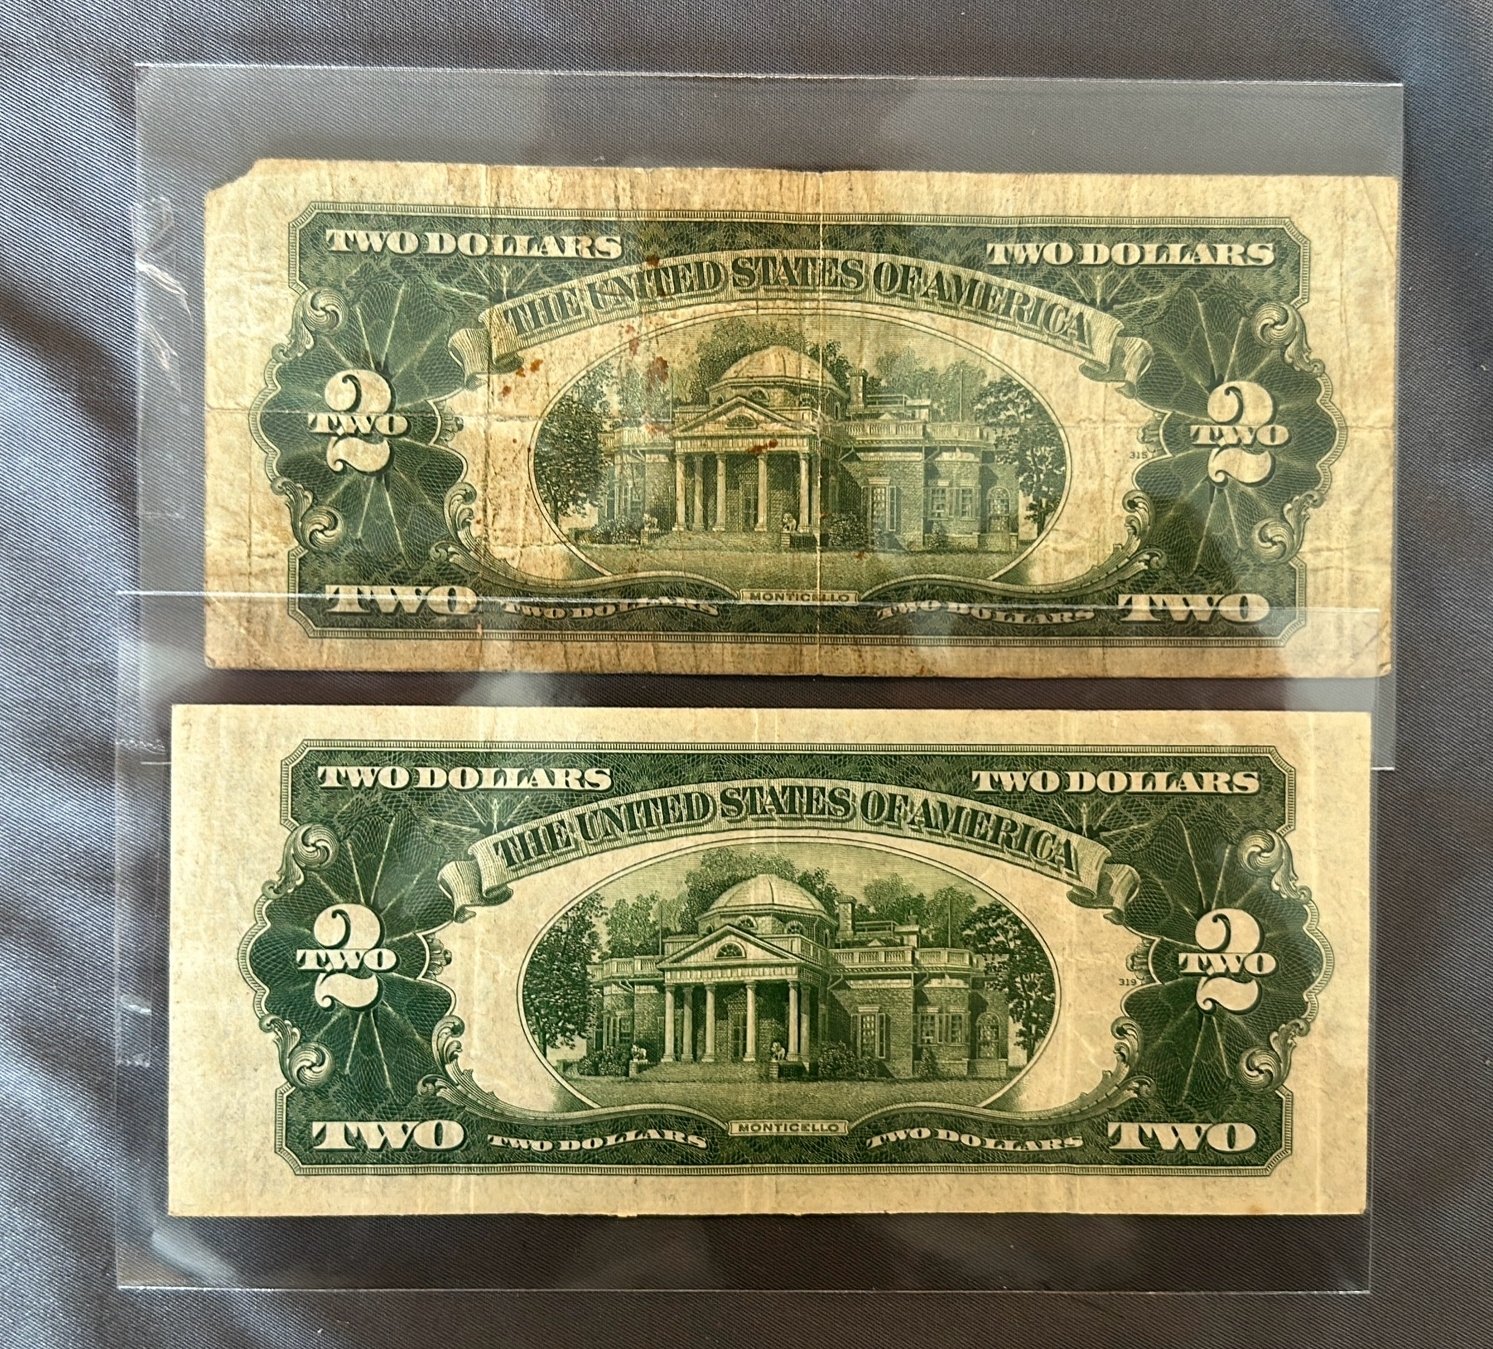 TWO DOLLARS TWO DOLLARS
THE UNITED STATES OF AMERICA
2 2
TWO TWO
315
MONTICELLO
TWO TWO DOLLARS TWO DOLLARS TWO
TWO DOLLARS TWO DOLLARS
THE UNITED STATES OF AMERICA
2 2
TWO TWO
319
MONTICELLO
TWO TWO DOLLARS TWO DOLLARS TWO